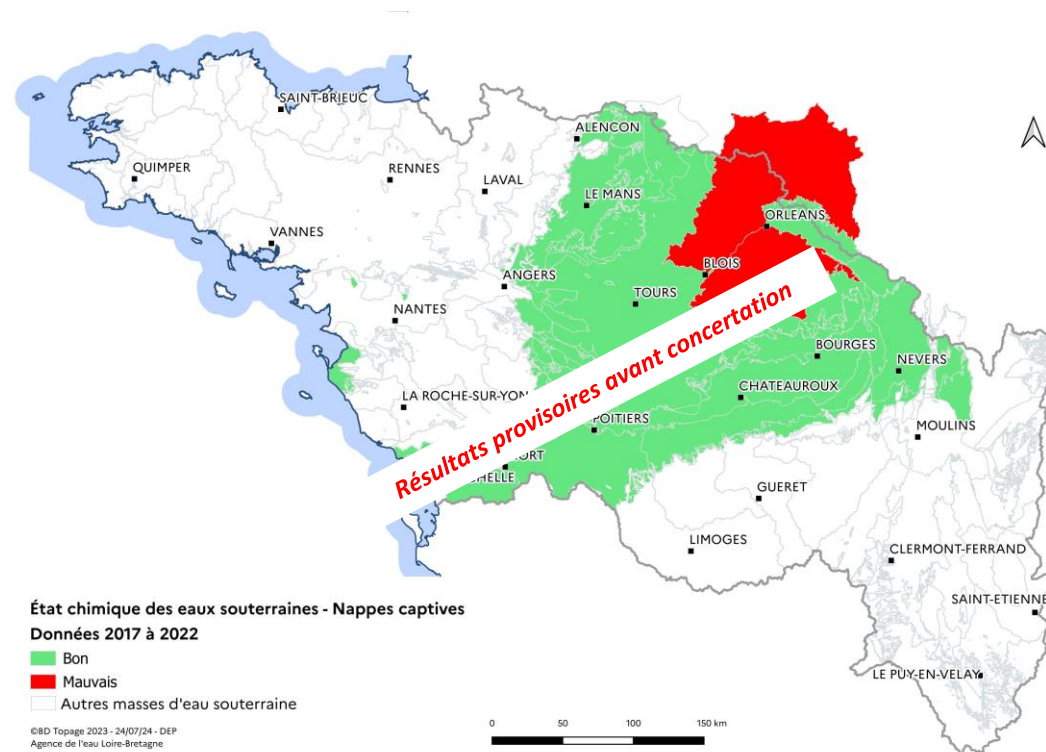 SAINT-BRIEUC
ALENCON
QUIMPER
RENNES
LAVAL
LE MANS
ORLEANS
VANNES
BLOIS
ANGERS
TOURS
NANTES
BOURGES
NEVERS
CHATEAUROUX
LA ROCHE-SUR-YON
POITIERS
MOULINS
Résultats provisoires avant concertation
ORT
CHELLE
GUERET
LIMOGES
CLERMONT-FERRAND
SAINT-ETIENNE
LE PUY-EN-VELAY
État chimique des eaux souterraines - Nappes captives
Données 2017 à 2022
Bon
Mauvais
Autres masses d'eau souterraine
0 50 100 150 km
©BD Topage 2023 - 24/07/24 - DEP
Agence de l'eau Loire-Bretagne